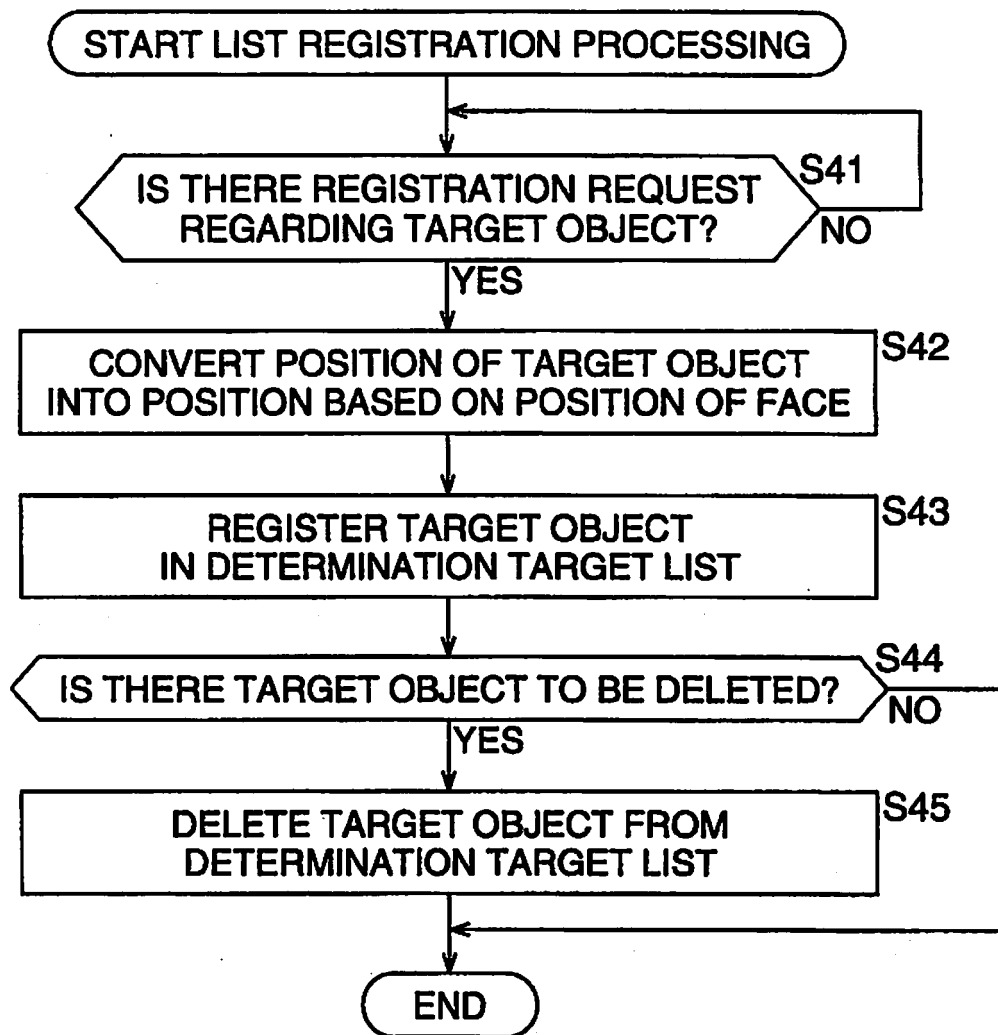 START LIST REGISTRATION PROCESSING
IS THERE REGISTRATION REQUEST
REGARDING TARGET OBJECT?
S41
NO
YES
CONVERT POSITION OF TARGET OBJECT
INTO POSITION BASED ON POSITION OF FACE
S42
REGISTER TARGET OBJECT
IN DETERMINATION TARGET LIST
S43
IS THERE TARGET OBJECT TO BE DELETED?
S44
NO
YES
DELETE TARGET OBJECT FROM
DETERMINATION TARGET LIST
S45
END